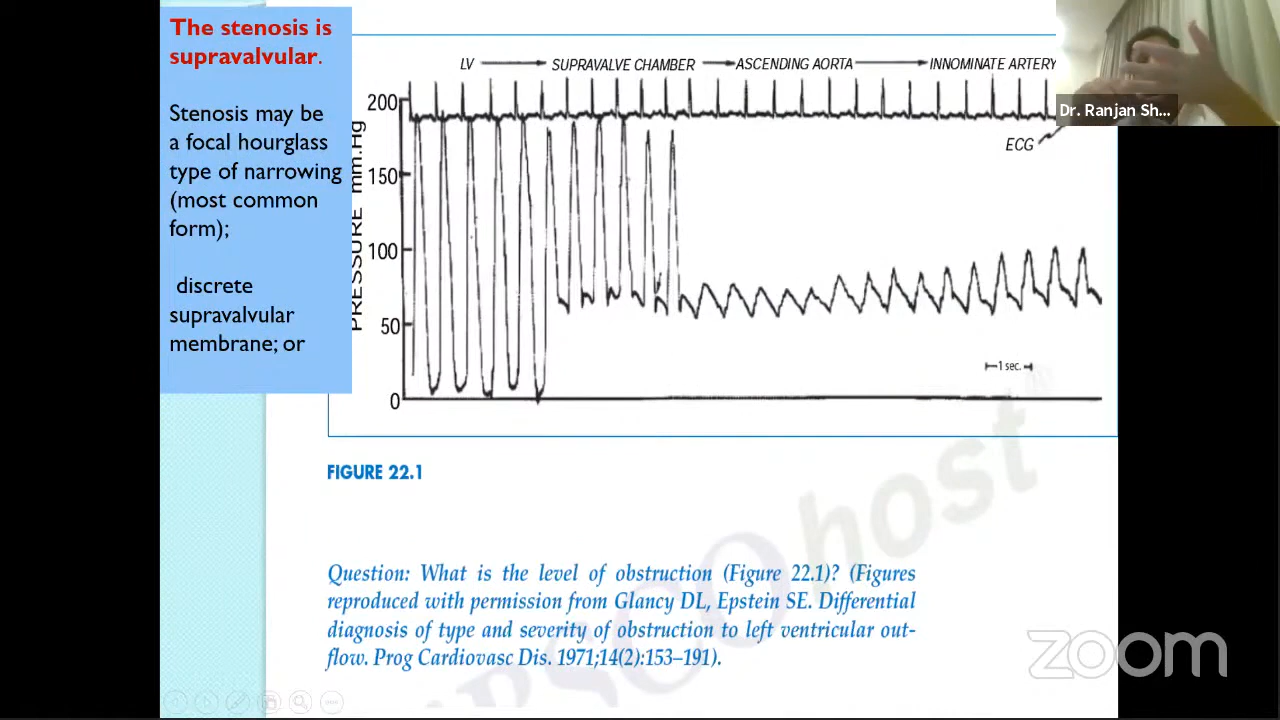 The stenosis is
supravalvular.
Stenosis may be
a focal hourglass
type of narrowing
(most common
form);
discrete
supravalvular
membrane; or
LV
SUPRAVALVE CHAMBER
ASCENDING AORTA
INNOMINATE ARTERY
Dr. Ranjan Sh...
ECG
PRESSURE mm.Hg
200
150
100
50
0
1 sec.
FIGURE 22.1
Question: What is the level of obstruction (Figure 22.1)? (Figures
reproduced with permission from Glancy DL, Epstein SE. Differential
diagnosis of type and severity of obstruction to left ventricular out-
flow. Prog Cardiovasc Dis. 1971;14(2):153–191).
host
zoom